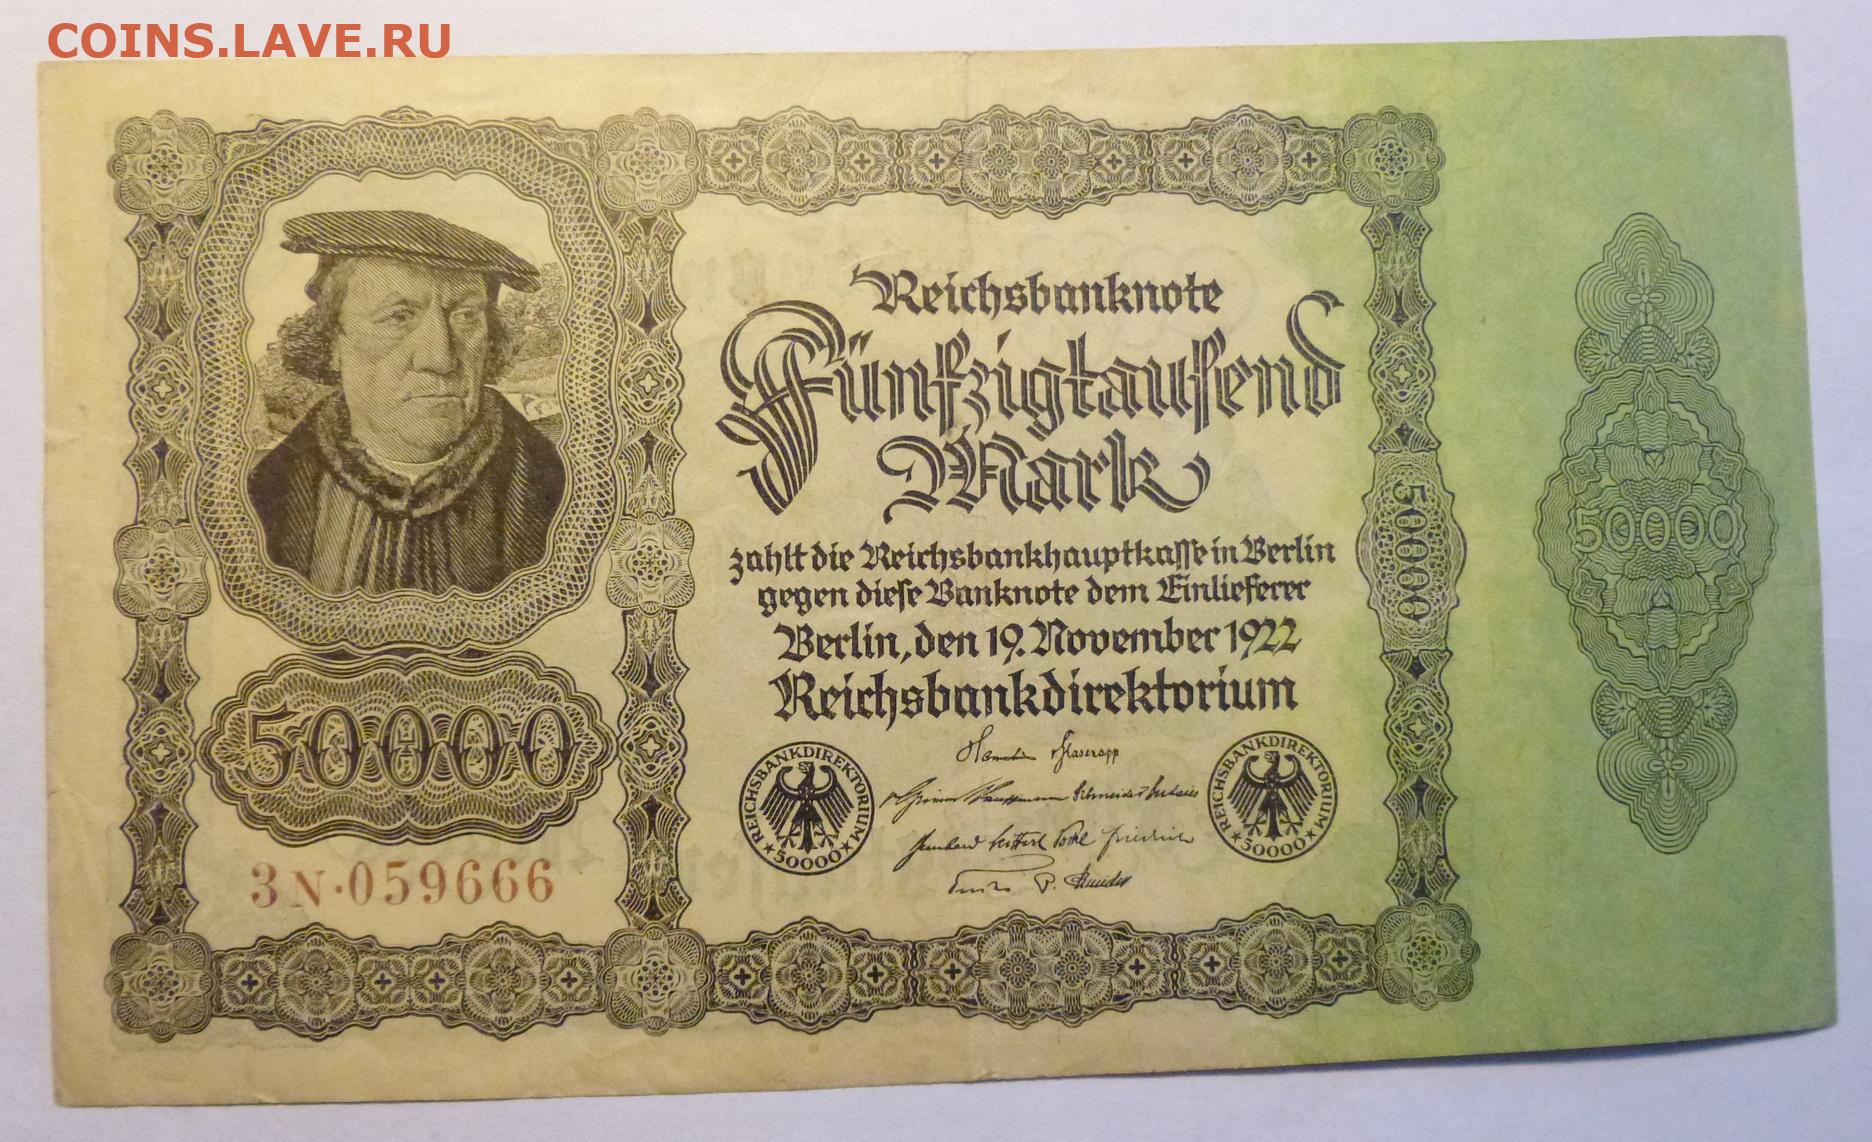 COINS.LAVE.RU
Reichsbanknote
Fünfzigtausend
Mark
zahlt die Reichsbankhauptkasse in Berlin
gegen diese Banknote dem Einlieferer
Berlin, den 19. November 1922
Reichsbankdirektorium
50000
50000
50000
REICHSBANKDIREKTORIUM
★50000★
REICHSBANKDIREKTORIUM
★50000★
3N·059666